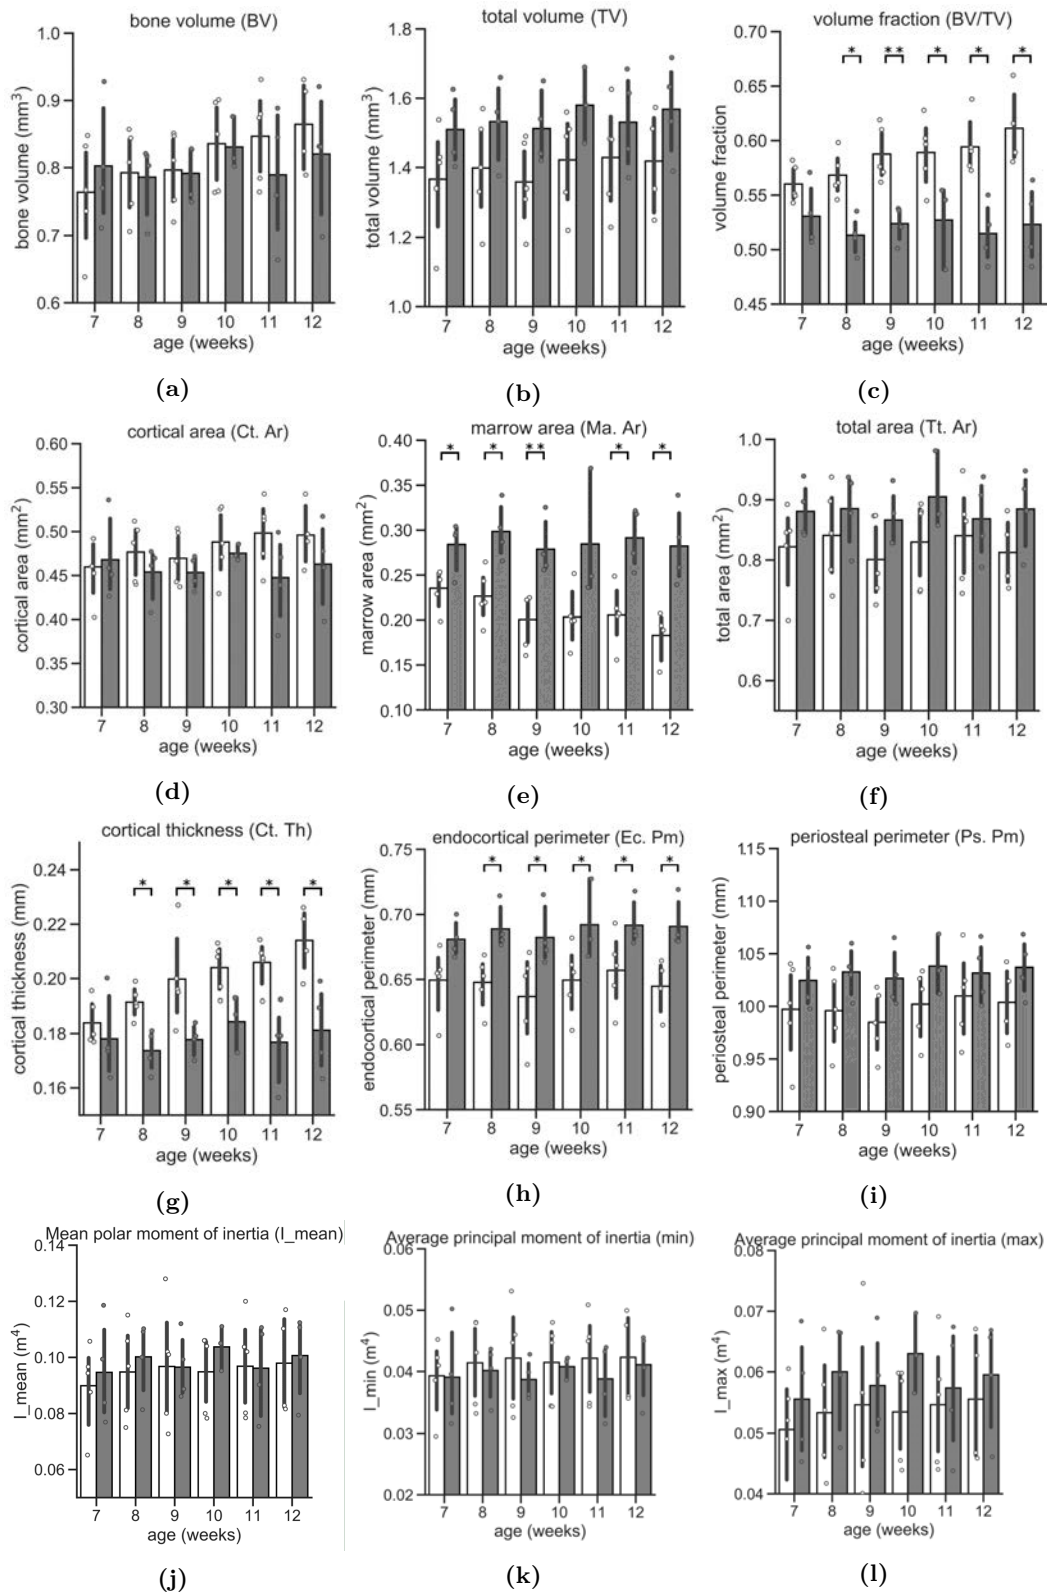 bone volume (BV)
1.0
0.9
0.8
0.7
0.6
bone volume (mm³)
7 8 9 10 11 12
age (weeks)
(a)
total volume (TV)
1.8
1.6
1.4
1.2
1.0
total volume (mm³)
7 8 9 10 11 12
age (weeks)
(b)
volume fraction (BV/TV)
0.70
0.65
0.60
0.55
0.50
0.45
volume fraction
* ** * * *
7 8 9 10 11 12
age (weeks)
(c)
cortical area (Ct. Ar)
0.60
0.55
0.50
0.45
0.40
0.35
0.30
cortical area (mm²)
7 8 9 10 11 12
age (weeks)
(d)
marrow area (Ma. Ar)
0.40
0.35
0.30
0.25
0.20
0.15
0.10
marrow area (mm²)
* * ** * *
7 8 9 10 11 12
age (weeks)
(e)
total area (Tt. Ar)
1.0
0.9
0.8
0.7
0.6
total area (mm²)
7 8 9 10 11 12
age (weeks)
(f)
cortical thickness (Ct. Th)
0.24
0.22
0.20
0.18
0.16
cortical thickness (mm)
* * * * *
7 8 9 10 11 12
age (weeks)
(g)
endocortical perimeter (Ec. Pm)
0.75
0.70
0.65
0.60
0.55
endocortical perimeter (mm)
* * * * *
7 8 9 10 11 12
age (weeks)
(h)
periosteal perimeter (Ps. Pm)
115
110
105
100
0.95
0.90
periosteal perimeter (mm)
7 8 9 10 11 12
age (weeks)
(i)
Mean polar moment of inertia (I_mean)
0.14
0.12
0.10
0.08
0.06
I_mean (m⁴)
7 8 9 10 11 12
age (weeks)
(j)
Average principal moment of inertia (min)
0.06
0.05
0.04
0.03
0.02
I_min (m⁴)
7 8 9 10 11 12
age (weeks)
(k)
Average principal moment of inertia (max)
0.08
0.07
0.06
0.05
0.04
I_max (m⁴)
7 8 9 10 11 12
age (weeks)
(l)